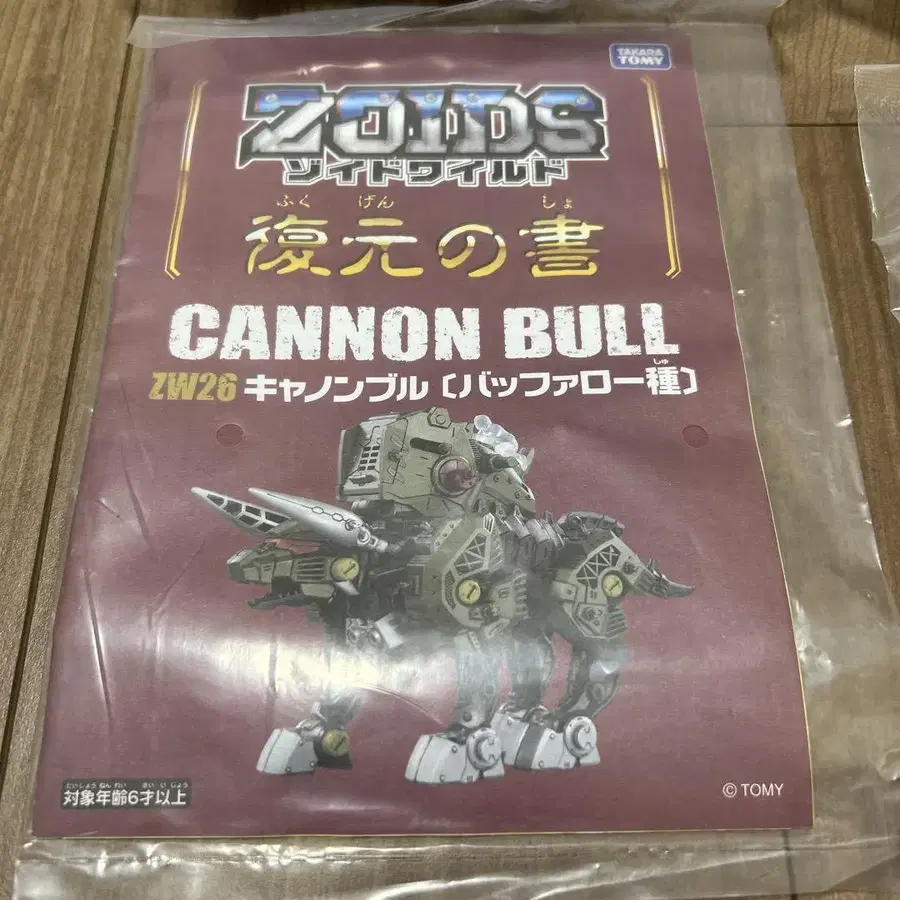 TAKARA TOMY
ZOIDS
ゾイドワイルド
ふく げん しょ
復元の書
CANNON BULL
しゅ
ZW26 キャノンブル〔バッファロー種〕
たいしょう ねん れい さい い じょう
対象年齢6才以上
© TOMY